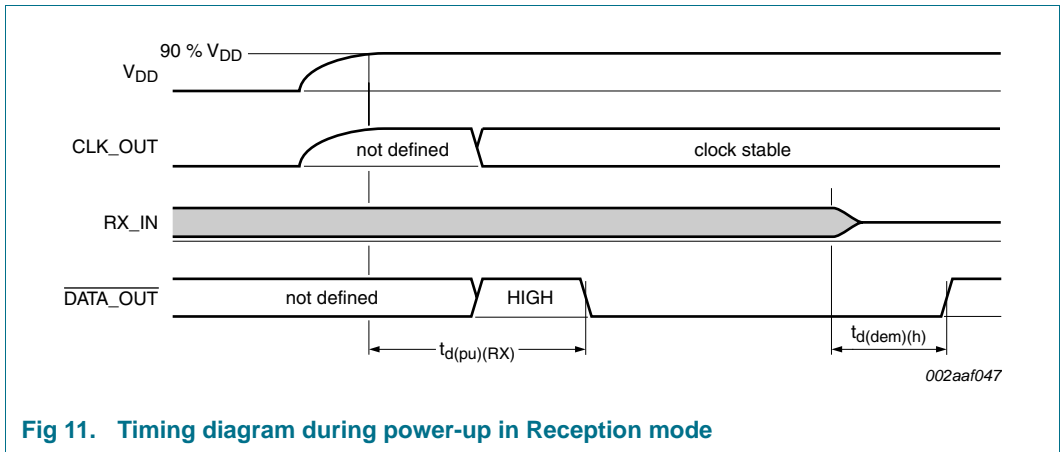 90 % VDD
VDD
CLK_OUT
not defined
clock stable
RX_IN
DATA_OUT
not defined
HIGH
td(pu)(RX)
td(dem)(h)
002aaf047
Fig 11. Timing diagram during power-up in Reception mode